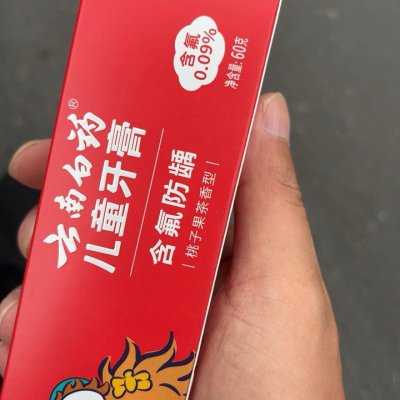 云南白药®
儿童牙膏
含氟防龋
桃子果茶香型
含氟
0.09%
净含量:60克